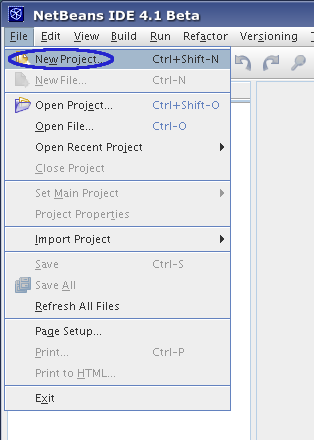 NetBeans IDE 4.1 Beta
File Edit View Build Run Refactor Versioning
New Project... Ctrl+Shift-N
New File... Ctrl-N
Open Project... Ctrl+Shift-O
Open File... Ctrl-O
Open Recent Project
Close Project
Set Main Project
Project Properties
Import Project
Save Ctrl-S
Save All
Refresh All Files
Page Setup...
Print... Ctrl-P
Print to HTML...
Exit